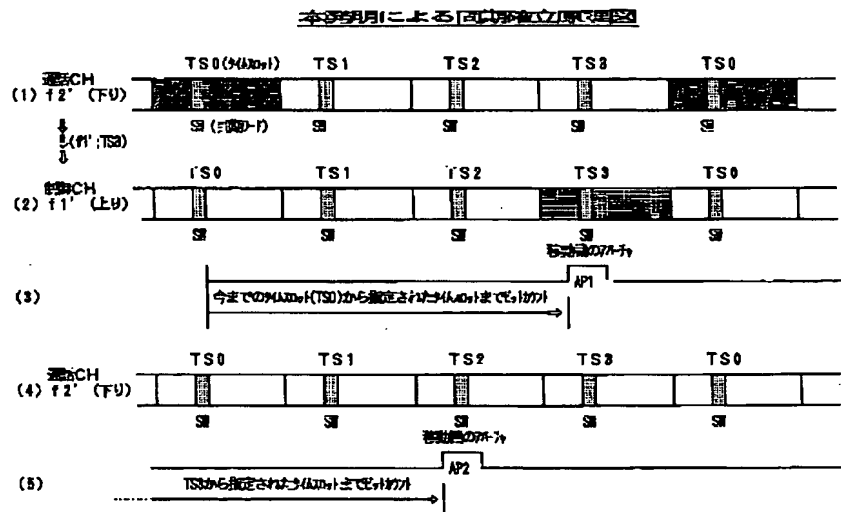 本発明による同期確立原理図
TS0(タイムスロット) TS1 TS2 TS3 TS0
通話CH
(1) f2' (下り)
SW (同期ワード) SW SW SW SW
(f1';TS3)
TS0 TS1 TS2 TS3 TS0
制御CH
(2) f1' (上り)
SW SW SW SW SW
移動機のアパーチャ
AP1
(3)
今までのタイムスロット(TS0)から指定されたタイムスロットまでビットカウント
TS0 TS1 TS2 TS3 TS0
通話CH
(4) f2' (下り)
SW SW SW SW SW
移動機のアパーチャ
AP2
(5)
TS3から指定されたタイムスロットまでビットカウント